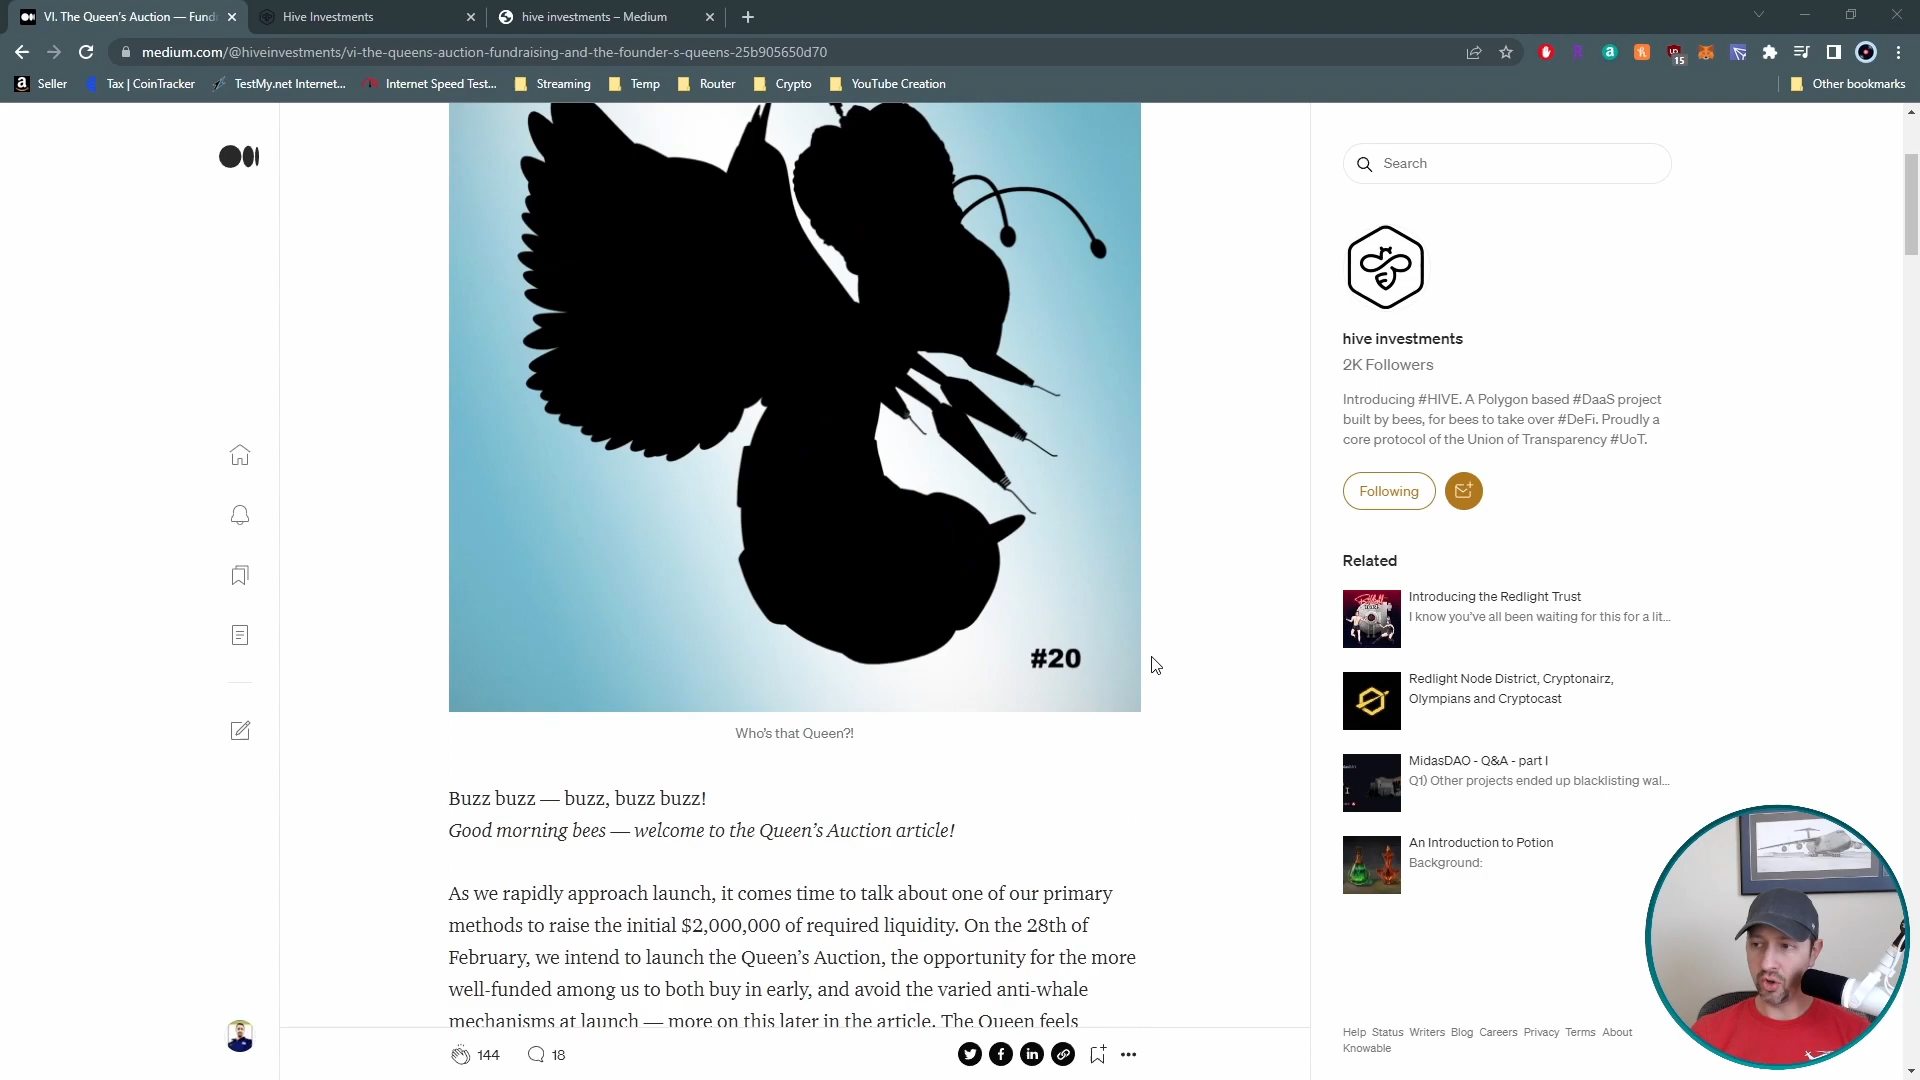 VI. The Queen's Auction — Fund
Hive Investments
hive investments – Medium
medium.com/@hiveinvestments/vi-the-queens-auction-fundraising-and-the-founder-s-queens-25b905650d70
15
Seller
Tax | CoinTracker
TestMy.net Internet...
Internet Speed Test...
Streaming
Temp
Router
Crypto
YouTube Creation
Other bookmarks
#20
Who's that Queen?!
Buzz buzz — buzz, buzz buzz!
Good morning bees — welcome to the Queen's Auction article!
As we rapidly approach launch, it comes time to talk about one of our primary
methods to raise the initial $2,000,000 of required liquidity. On the 28th of
February, we intend to launch the Queen's Auction, the opportunity for the more
well-funded among us to both buy in early, and avoid the varied anti-whale
mechanisms at launch — more on this later in the article. The Queen feels
144
18
Search
hive investments
2K Followers
Introducing #HIVE. A Polygon based #DaaS project
built by bees, for bees to take over #DeFi. Proudly a
core protocol of the Union of Transparency #UoT.
Following
Related
Introducing the Redlight Trust
I know you've all been waiting for this for a lit...
Redlight Node District, Cryptonairz,
Olympians and Cryptocast
MidasDAO - Q&A - part I
Q1) Other projects ended up blacklisting wal...
An Introduction to Potion
Background:
Help Status Writers Blog Careers Privacy Terms About
Knowable